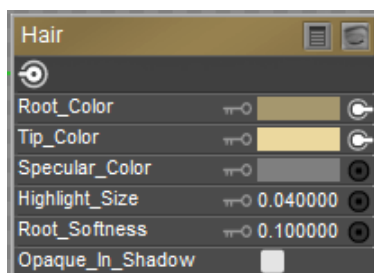 Hair
Root_Color
Tip_Color
Specular_Color
Highlight_Size 0.040000
Root_Softness 0.100000
Opaque_In_Shadow